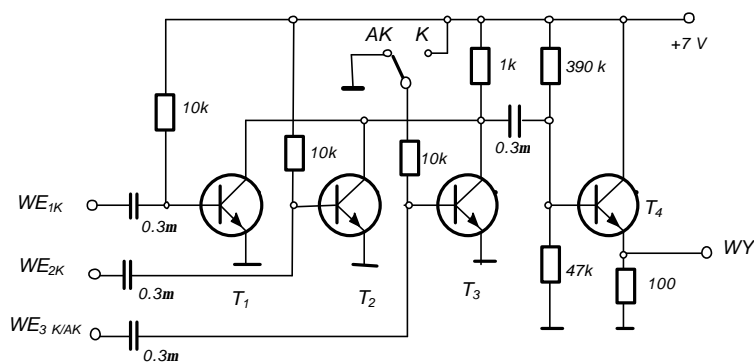 AK K
+7 V
1k 390 k
10k
10k 10k 0.3m
WE1K
0.3m
T4
WY
WE2K
0.3m
T1 T2 T3
47k 100
WE3 K/AK
0.3m